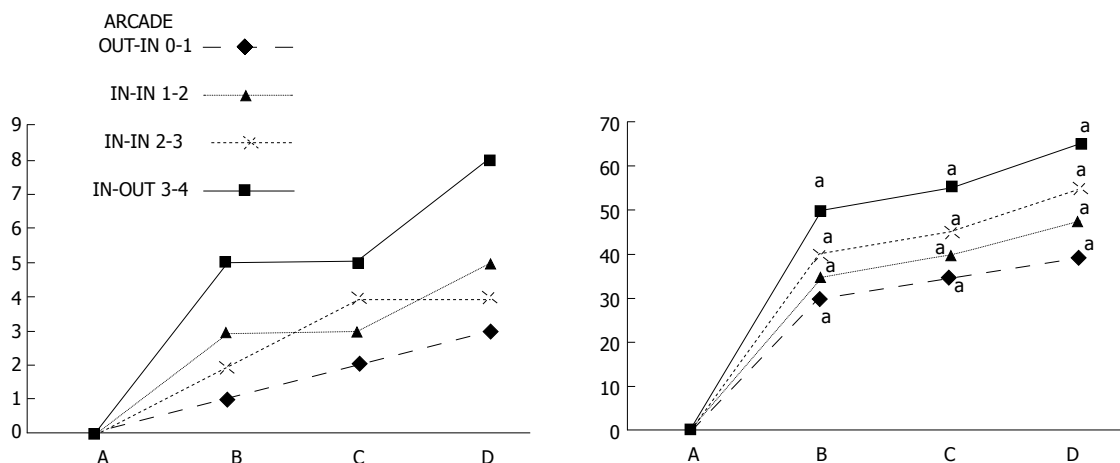 ARCADE
OUT-IN 0-1
IN-IN 1-2
IN-IN 2-3
IN-OUT 3-4
9
8
7
6
5
4
3
2
1
0
A B C D
70
60
50
40
30
20
10
0
a a a
a a a
a a a
a a a
A B C D